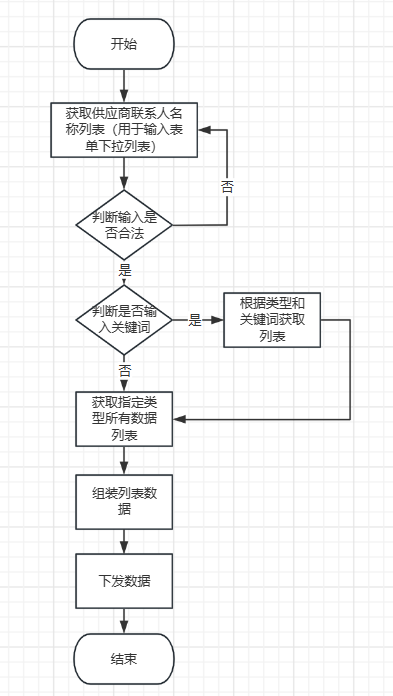 开始
获取供应商联系人名
称列表（用于输入表
单下拉列表）
否
判断输入是
否合法
是
判断是否输
入关键词
是
根据类型和
关键词获取
列表
否
获取指定类
型所有数据
列表
组装列表数
据
下发数据
结束